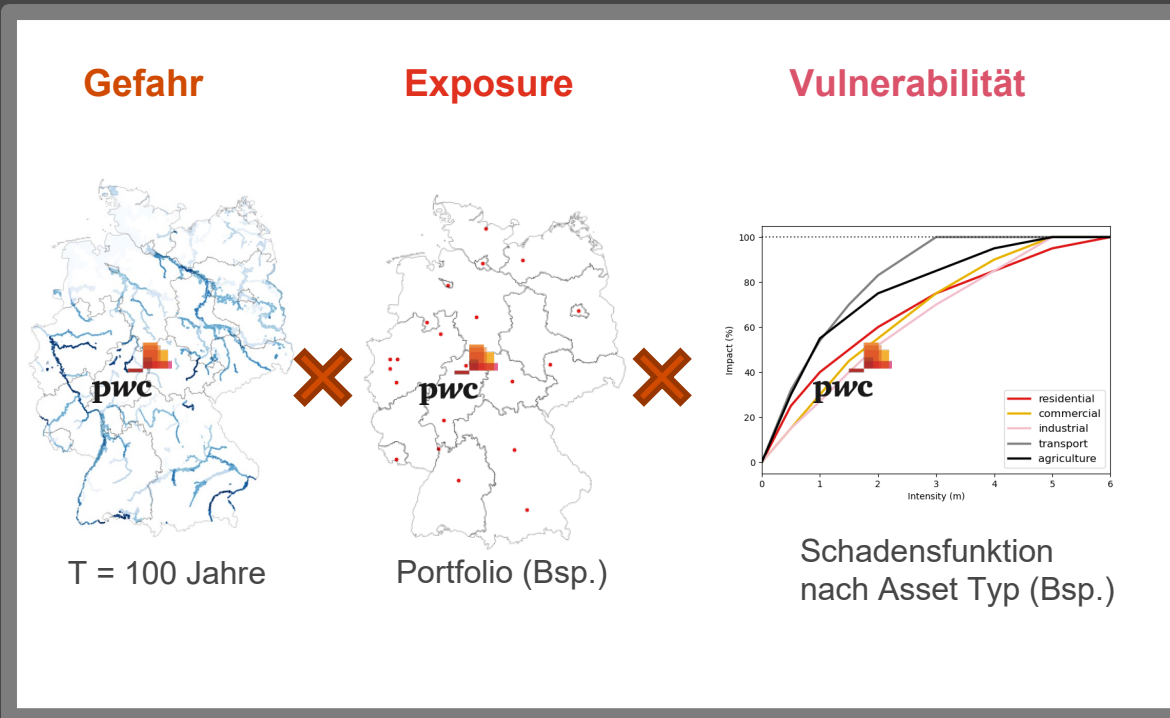 Gefahr
Exposure
Vulnerabilität
pwc
pwc
pwc
100
80
60
40
20
0
Impact (%)
0 1 2 3 4 5 6
Intensity (m)
residential
commercial
industrial
transport
agriculture
T = 100 Jahre
Portfolio (Bsp.)
Schadensfunktion
nach Asset Typ (Bsp.)